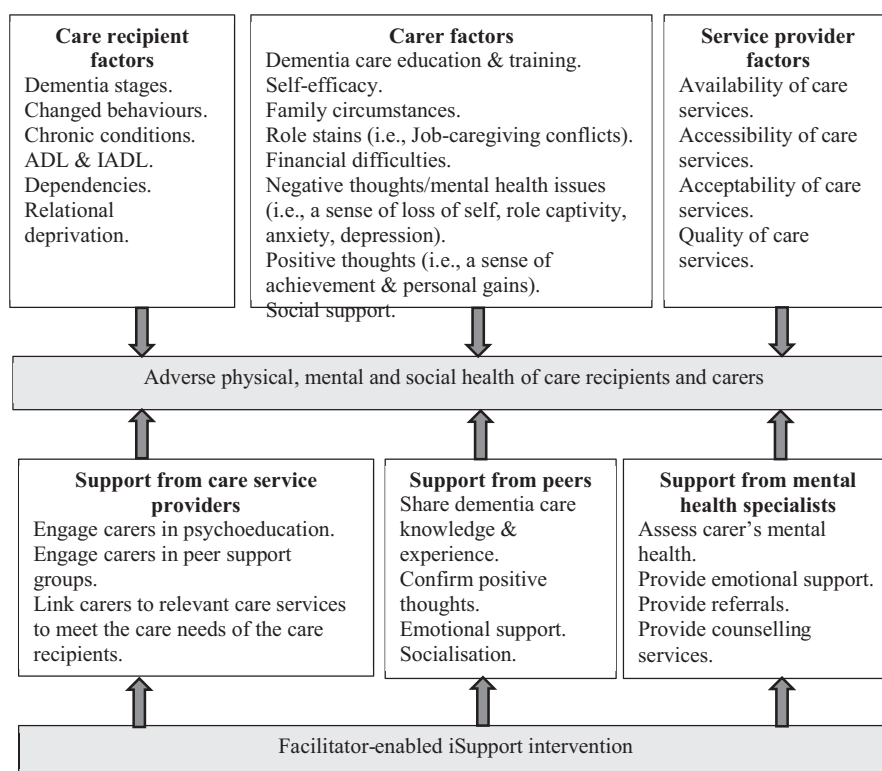 Care recipient
factors
Dementia stages.
Changed behaviours.
Chronic conditions.
ADL & IADL.
Dependencies.
Relational
deprivation.
Carer factors
Dementia care education & training.
Self-efficacy.
Family circumstances.
Role stains (i.e., Job-caregiving conflicts).
Financial difficulties.
Negative thoughts/mental health issues
(i.e., a sense of loss of self, role captivity,
anxiety, depression).
Positive thoughts (i.e., a sense of
achievement & personal gains).
Social support.
Service provider
factors
Availability of care
services.
Accessibility of care
services.
Acceptability of care
services.
Quality of care
services.
Adverse physical, mental and social health of care recipients and carers
Support from care service
providers
Engage carers in psychoeducation.
Engage carers in peer support
groups.
Link carers to relevant care services
to meet the care needs of the care
recipients.
Support from peers
Share dementia care
knowledge &
experience.
Confirm positive
thoughts.
Emotional support.
Socialisation.
Support from mental
health specialists
Assess carer's mental
health.
Provide emotional support.
Provide referrals.
Provide counselling
services.
Facilitator-enabled iSupport intervention